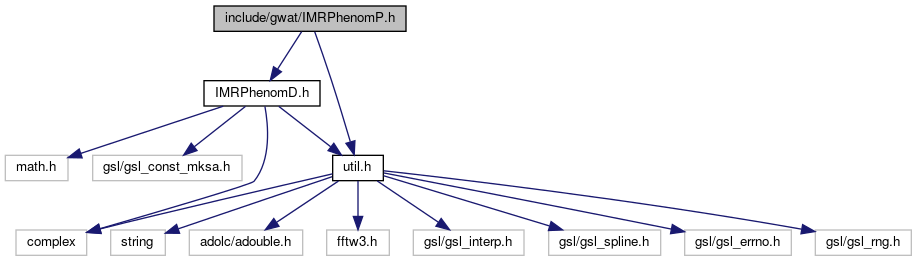 include/gwat/IMRPhenomP.h
IMRPhenomD.h
math.h
gsl/gsl_const_mksa.h
util.h
complex
string
adolc/adouble.h
fftw3.h
gsl/gsl_interp.h
gsl/gsl_spline.h
gsl/gsl_errno.h
gsl/gsl_rng.h